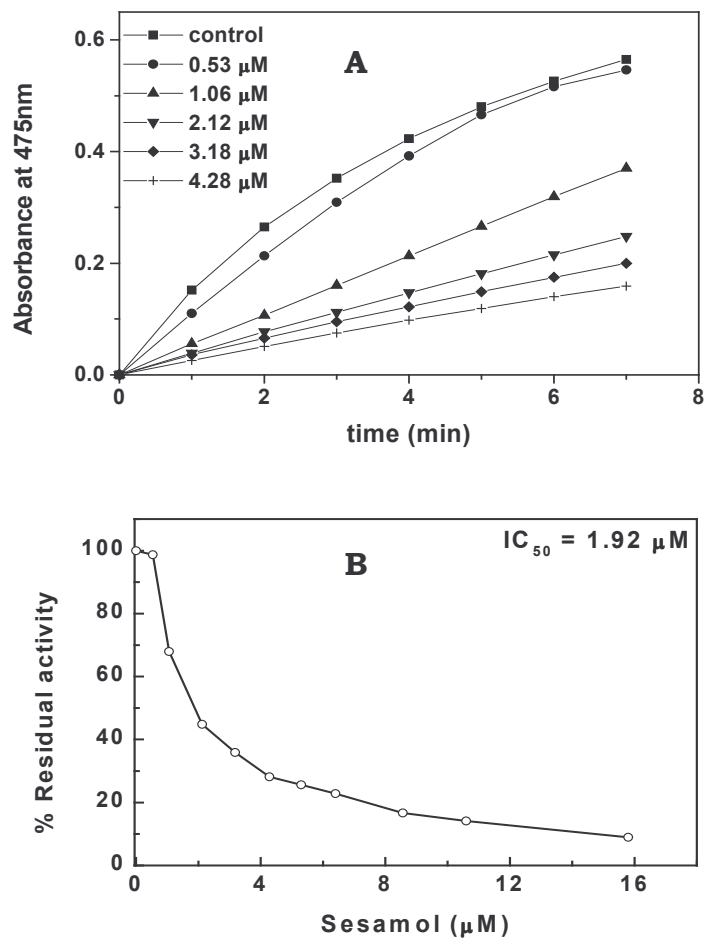 0.6
0.4
0.2
0.0
Absorbance at 475nm
control
0.53 μM
1.06 μM
2.12 μM
3.18 μM
4.28 μM
A
0 2 4 6 8
time (min)
100
80
60
40
20
0
% Residual activity
B
IC50 = 1.92 μM
0 4 8 12 16
Sesamol (μM)